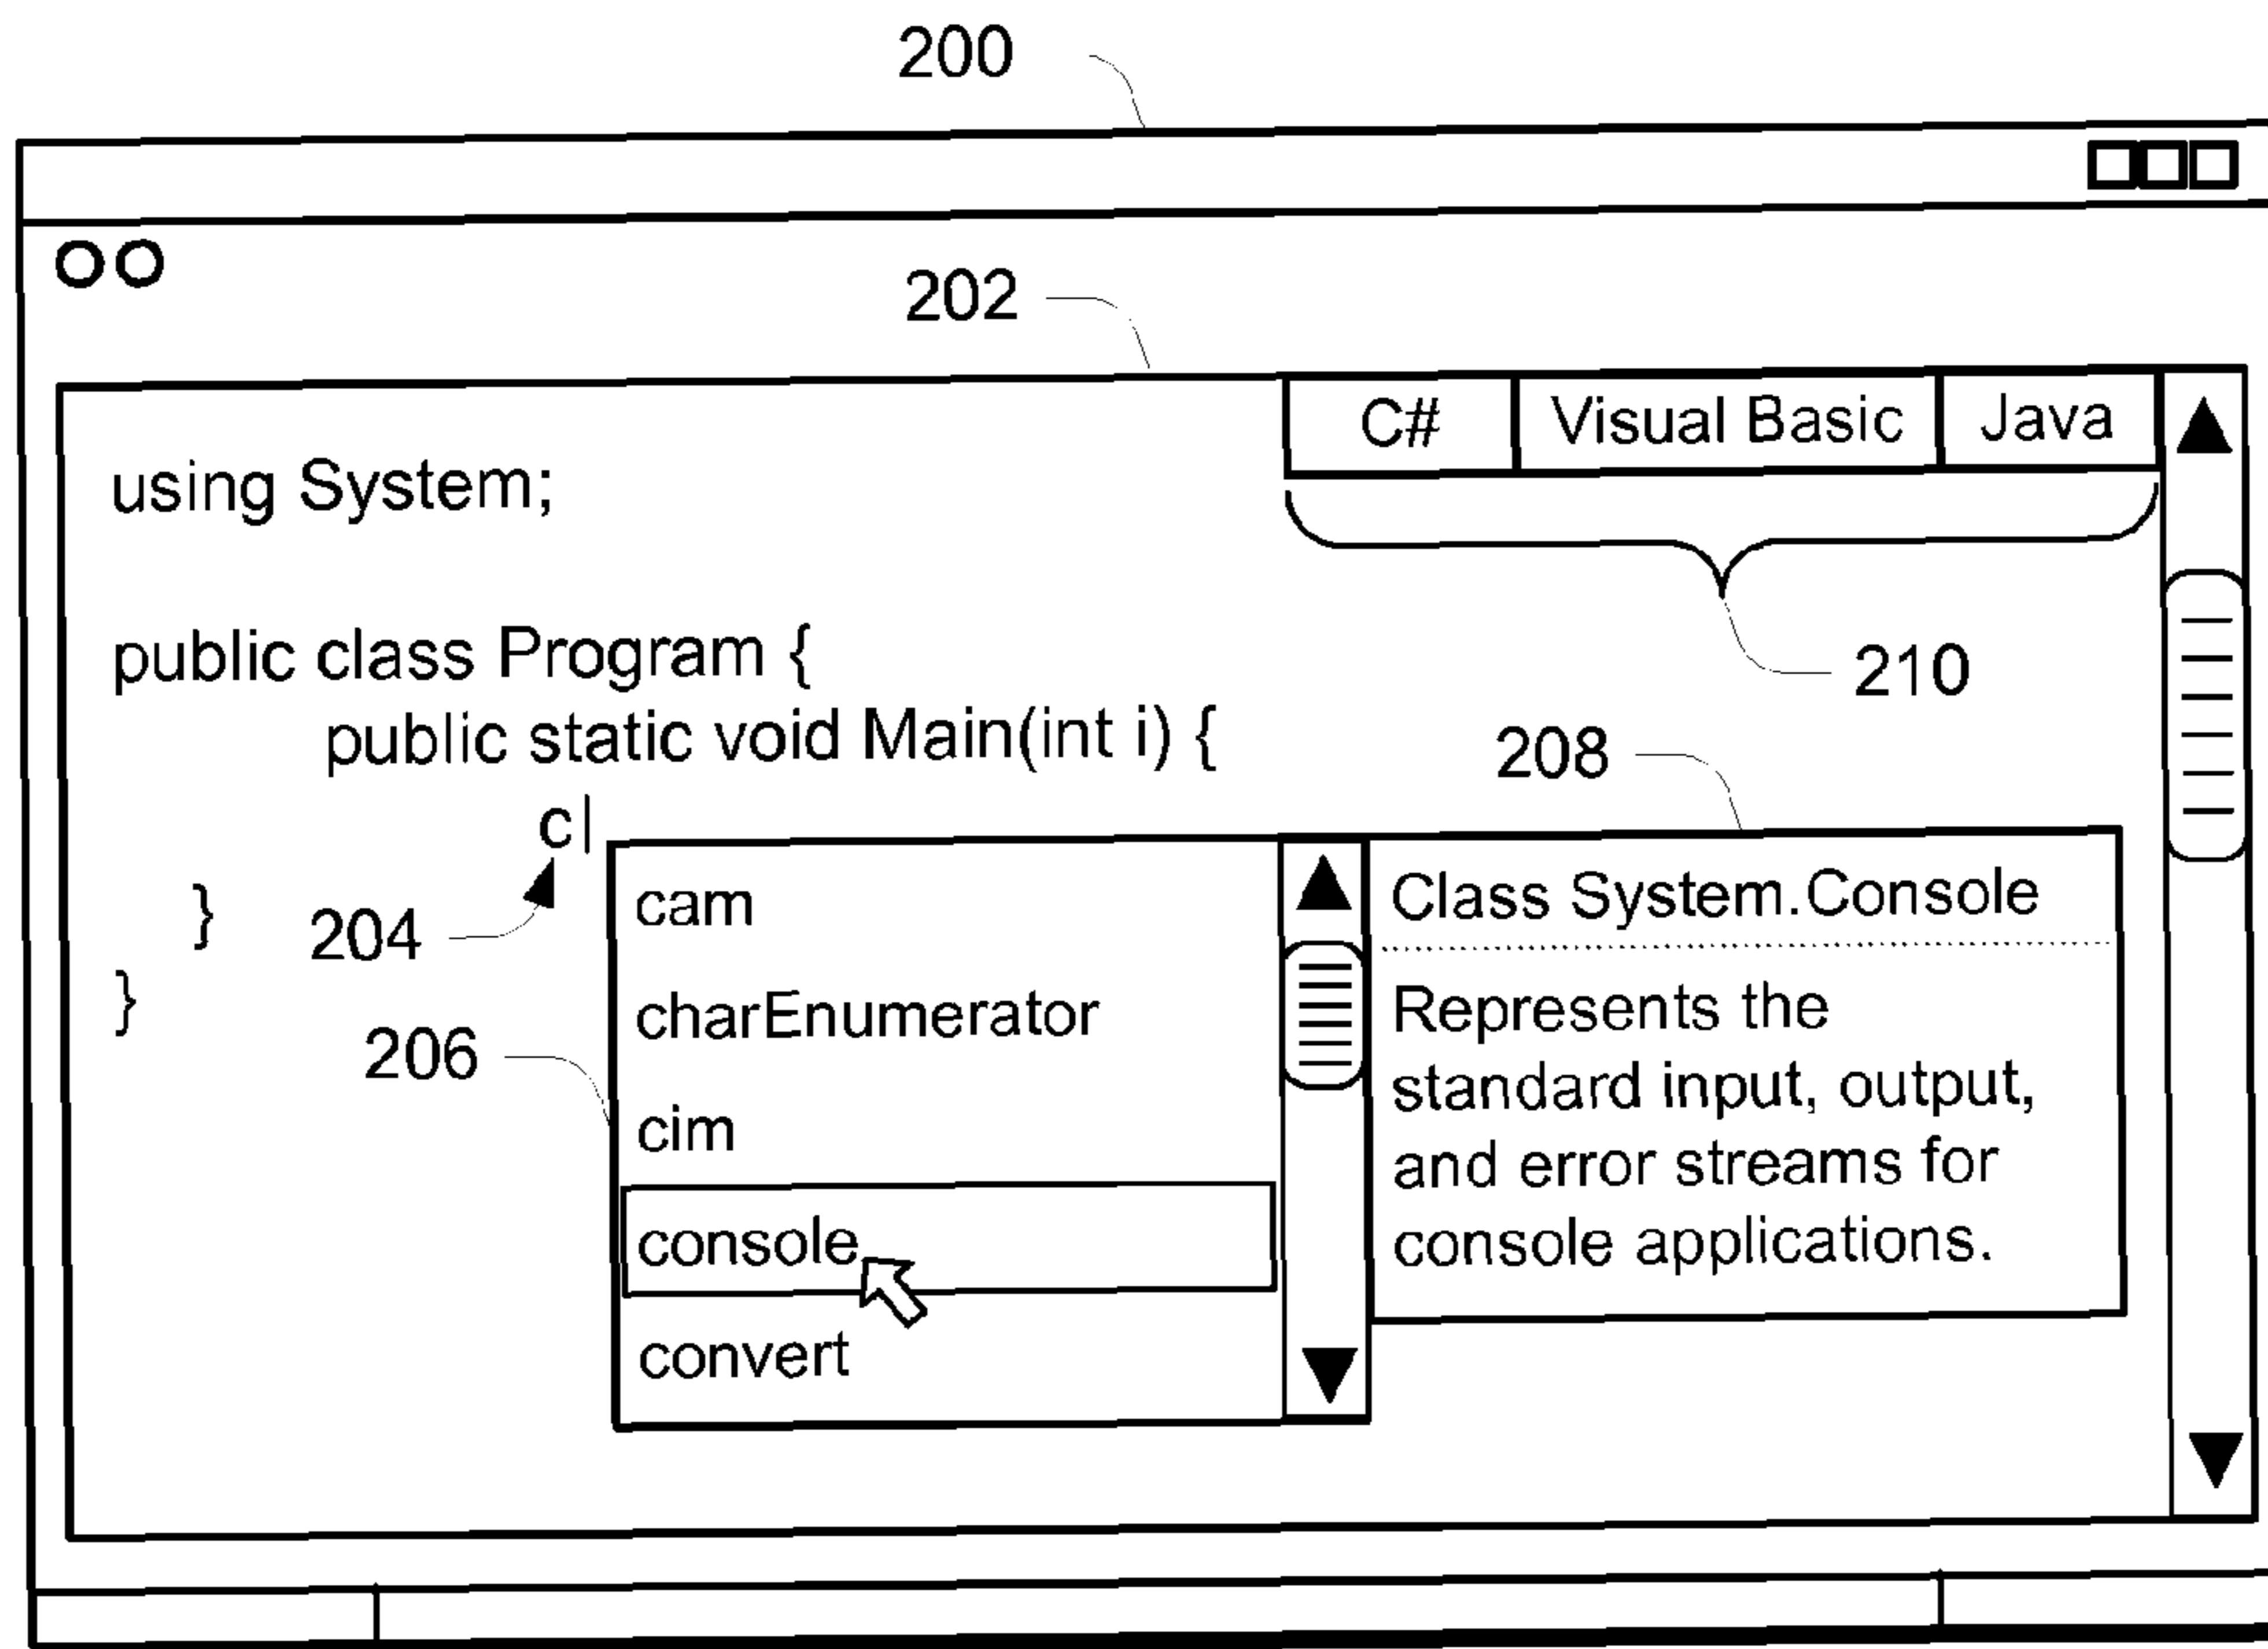 200
202
C# Visual Basic Java
using System;
210
public class Program {
public static void Main(int i) {
208
c|
}
204
}
206
cam
charEnumerator
cim
console
convert
Class System.Console
Represents the
standard input, output,
and error streams for
console applications.